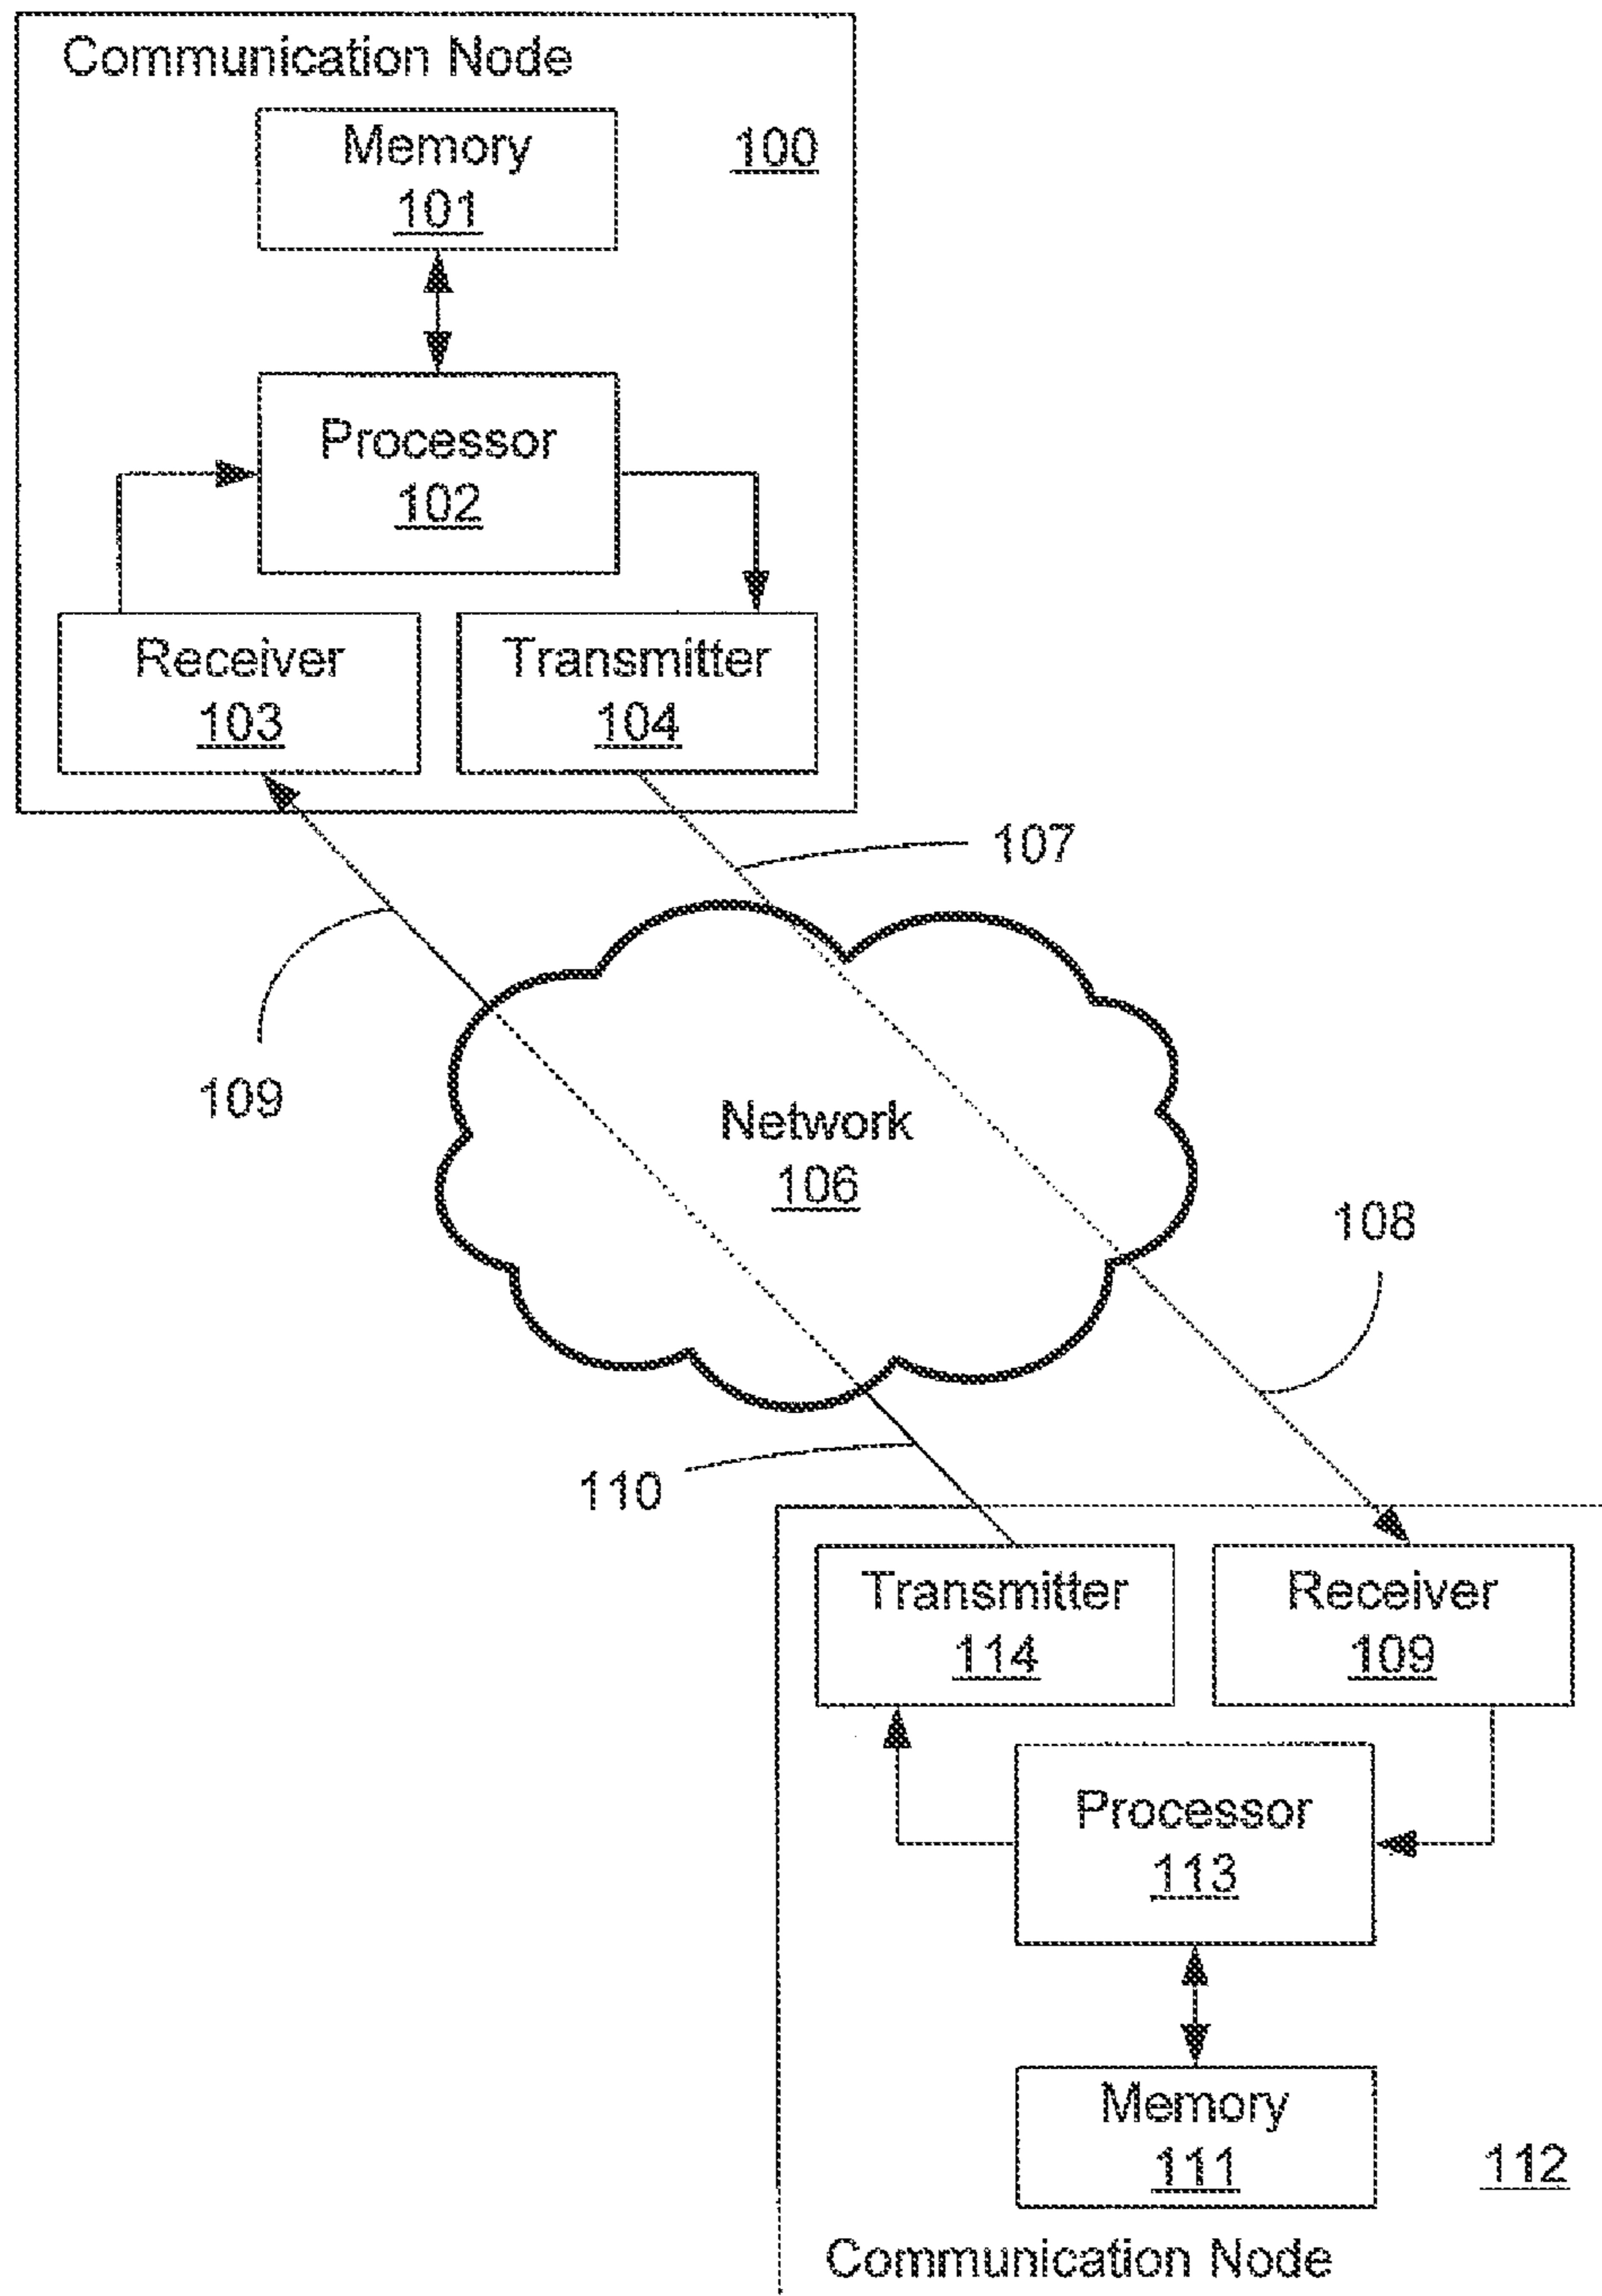 Communication Node
Memory
101
100
Processor
102
Receiver
103
Transmitter
104
107
109
Network
106
108
110
Transmitter
114
Receiver
109
Processor
113
Memory
111
112
Communication Node